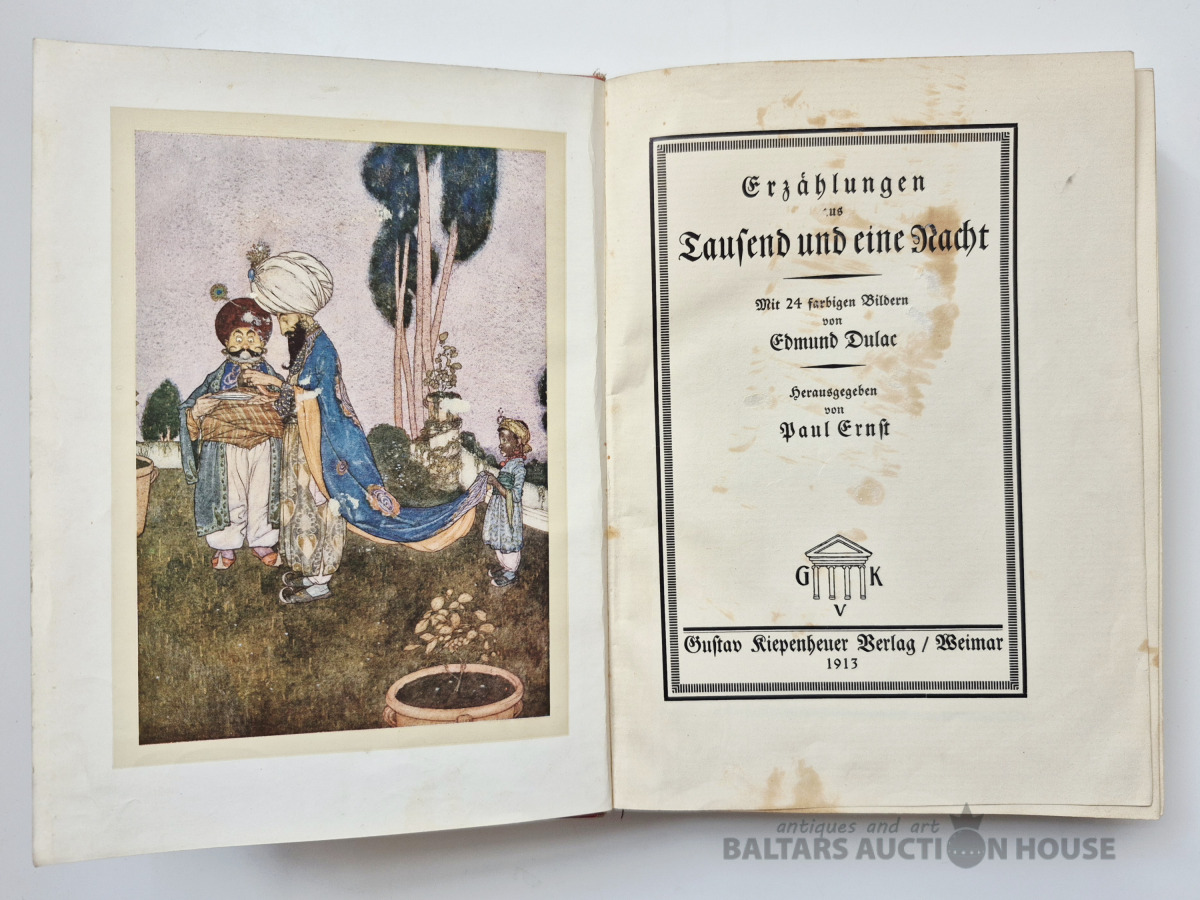 Erzählungen
us
Tausend und eine Nacht
Mit 24 farbigen Bildern
von
Edmund Dulac
Herausgegeben
von
Paul Ernst
G K
V
Gustav Kiepenheuer Verlag / Weimar
1913
antiques and art
BALTARS AUCTION HOUSE